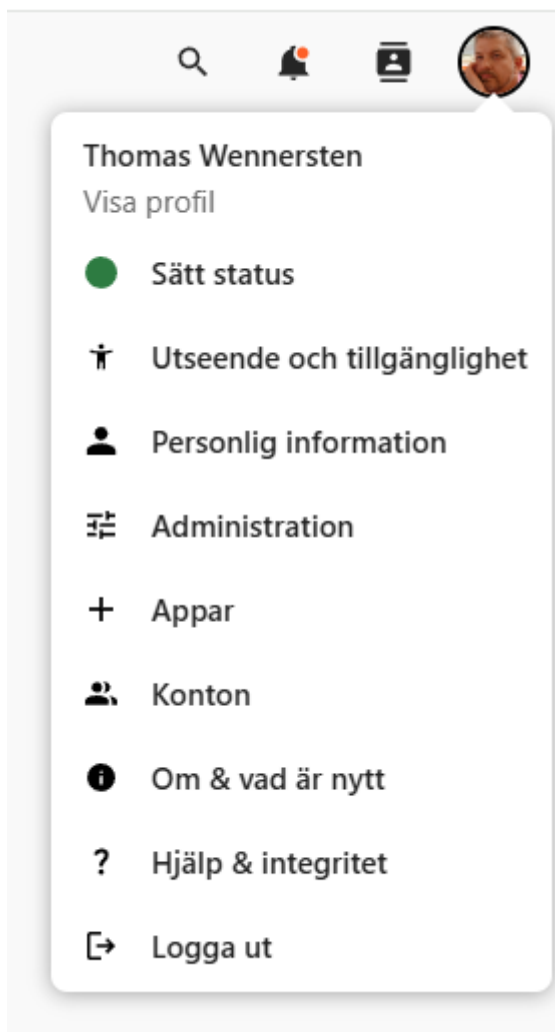 Thomas Wennersten
Visa profil
Sätt status
Utseende och tillgänglighet
Personlig information
Administration
Appar
Konton
Om & vad är nytt
Hjälp & integritet
Logga ut